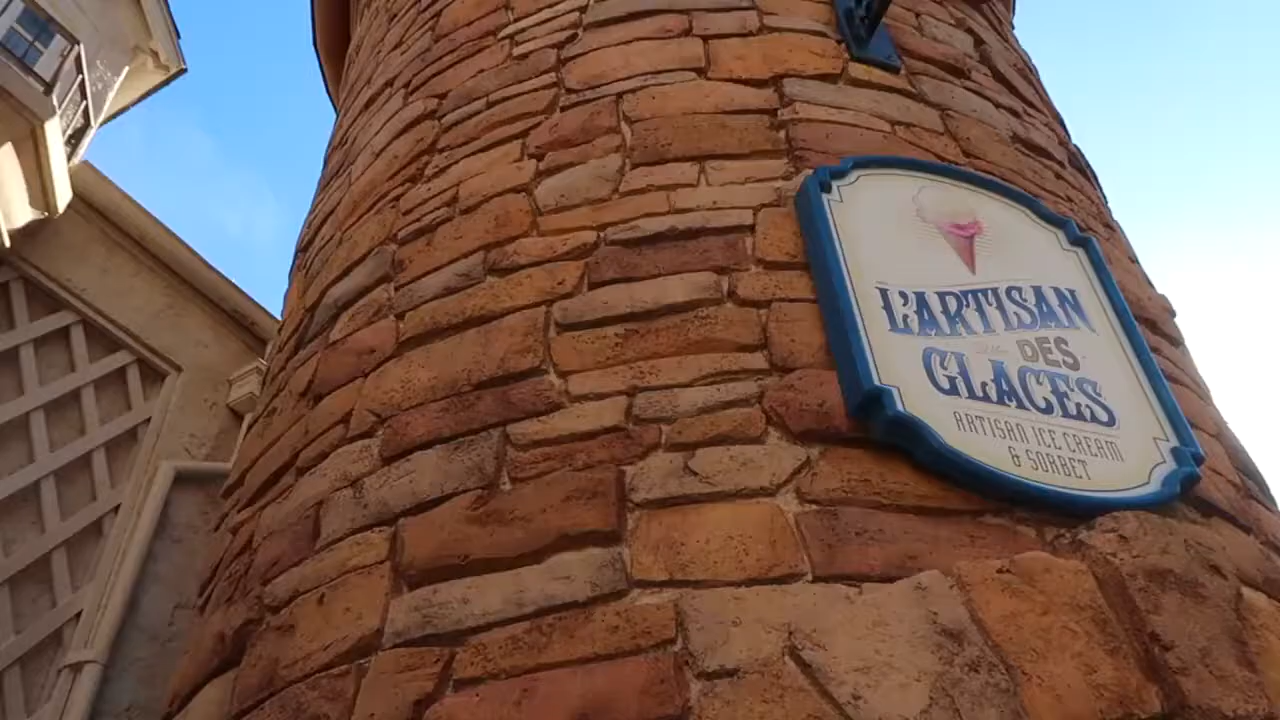 L'ARTISAN
DES
GLACES
ARTISAN ICE CREAM
& SORBET